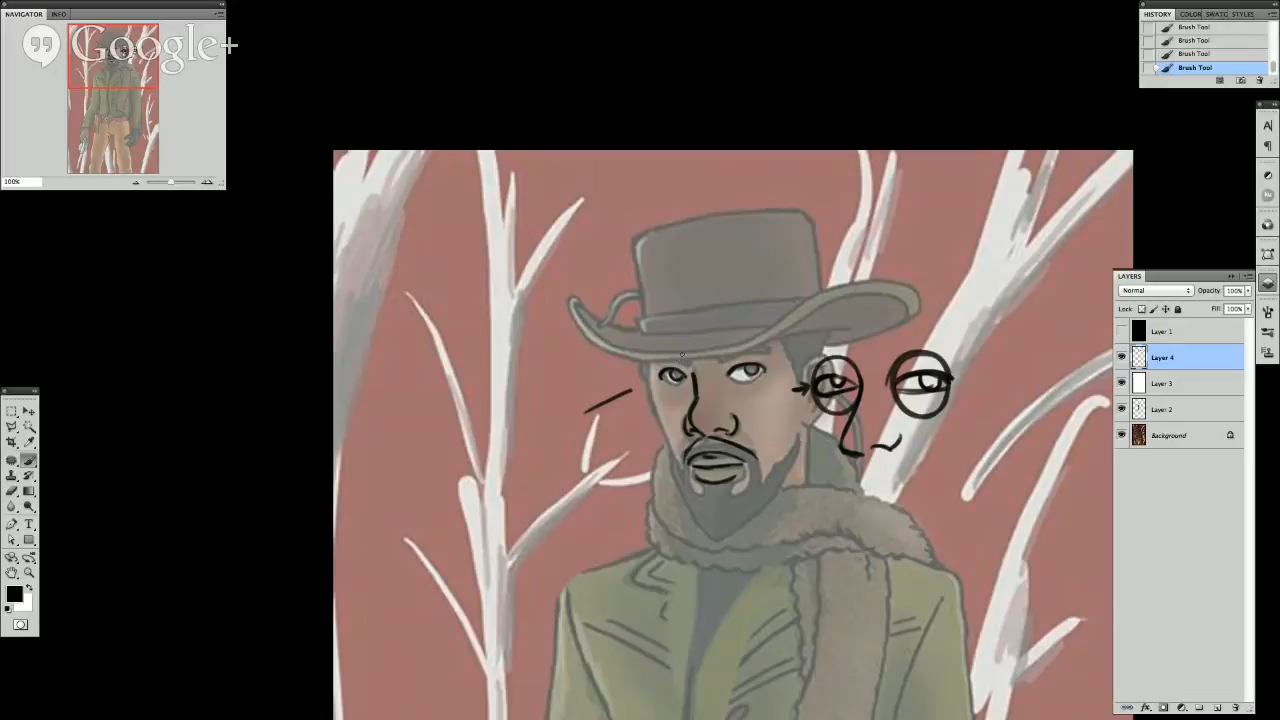 NAVIGATOR INFO
Google+
100%
HISTORY COLOR SWATC STYLES
Brush Tool
Brush Tool
Brush Tool
Brush Tool
LAYERS
Normal Opacity: 100%
Lock: Fill: 100%
Layer 1
Layer 4
Layer 3
Layer 2
Background